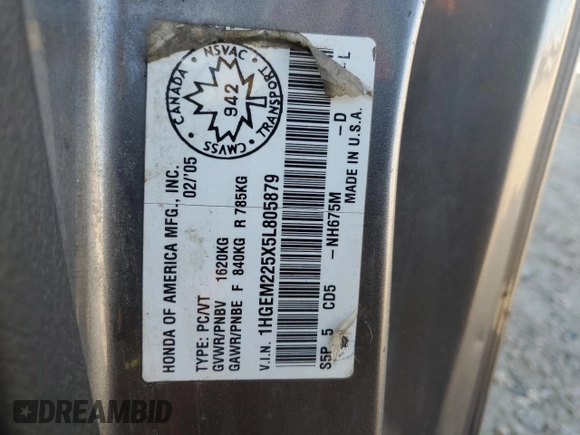 HONDA OF AMERICA MFG., INC.
02/'05
TYPE: PC/VT
GVWR/PNBV 1620KG
GAWR/PNBE F 840KG R 785KG
V.I.N. 1HGEM225X5L805879
S5P 5 CD5 -NH675M -D
MADE IN U.S.A.
L
CANADA
NSVAC
TRANSPORT
CMVSS
942
DREAMBID